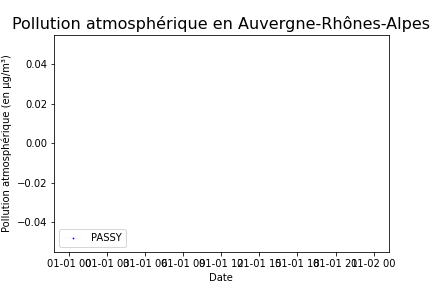 Pollution atmosphérique en Auvergne-Rhônes-Alpes
Pollution atmosphérique (en µg/m³)
0.04
0.02
0.00
−0.02
−0.04
PASSY
01-01 00 01-01 03 01-01 06 01-01 09 01-01 12 01-01 15 01-01 18 01-01 21 01-02 00
Date